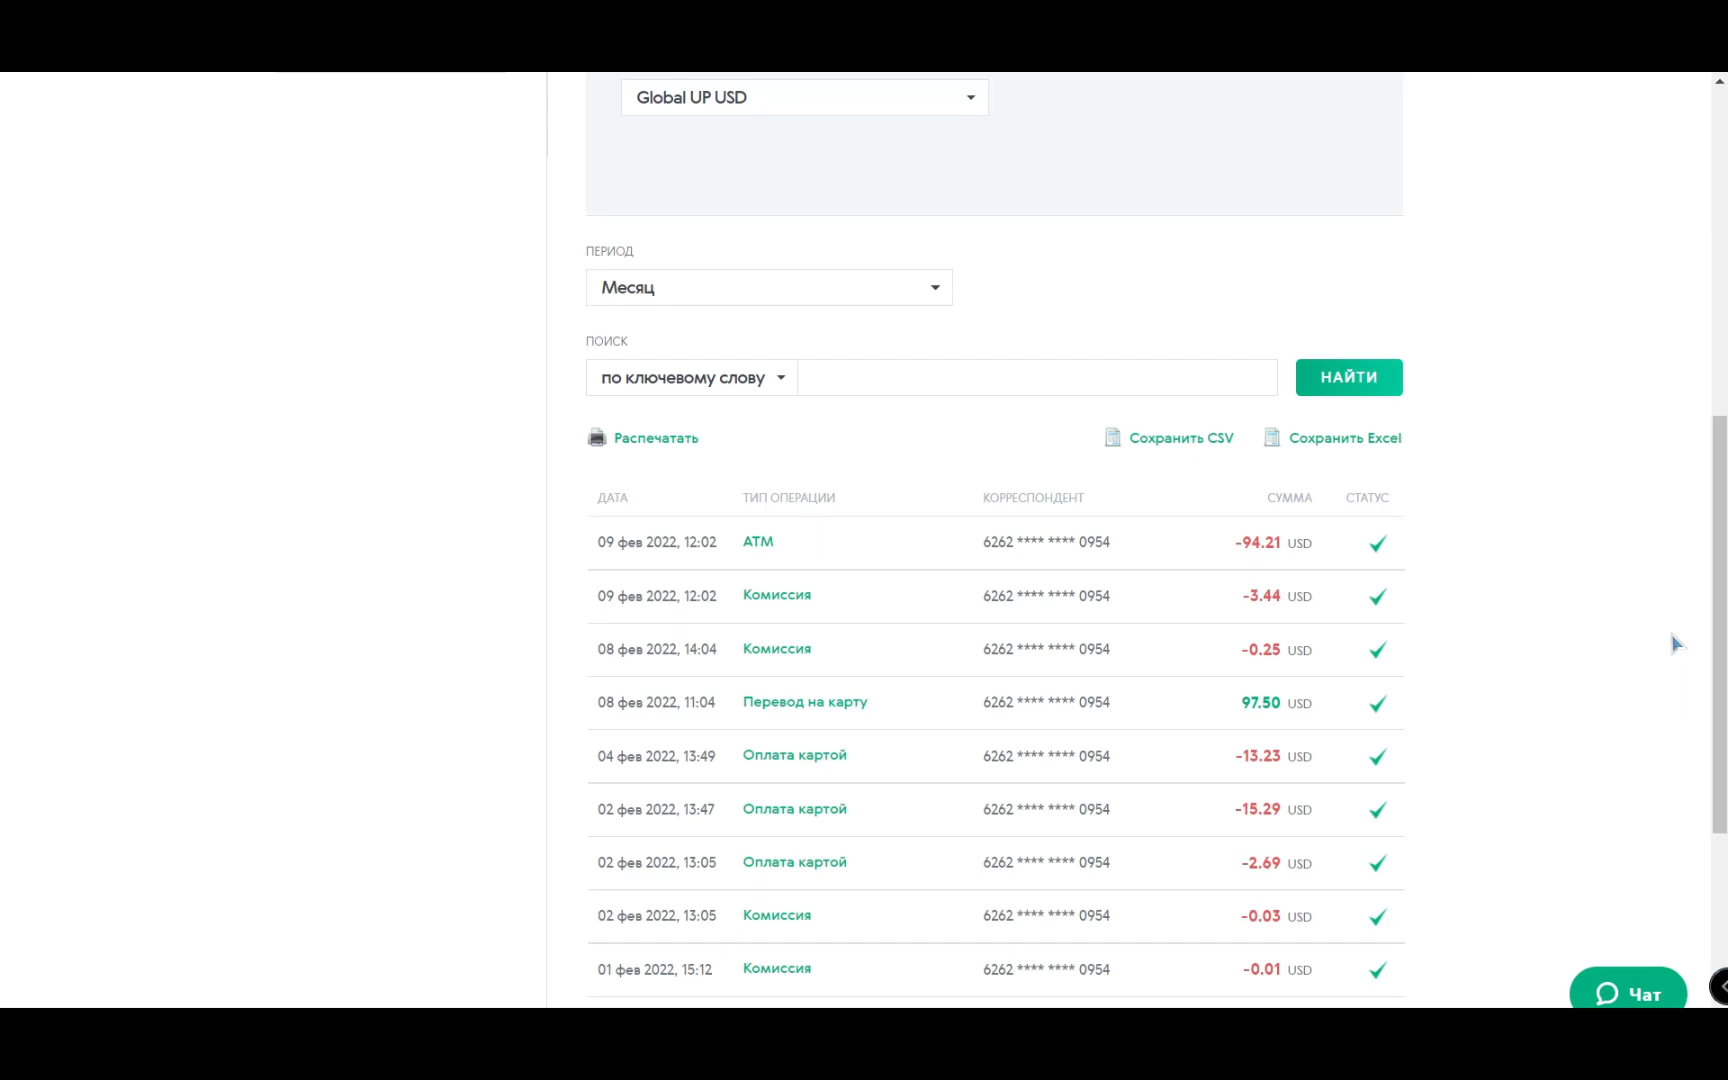 Global UP USD
ПЕРИОД
Месяц
ПОИСК
по ключевому слову
НАЙТИ
Распечатать Сохранить CSV Сохранить Excel
ДАТА ТИП ОПЕРАЦИИ КОРРЕСПОНДЕНТ СУММА СТАТУС
09 фев 2022, 12:02 ATM 6262 **** **** 0954 -94.21 USD
09 фев 2022, 12:02 Комиссия 6262 **** **** 0954 -3.44 USD
08 фев 2022, 14:04 Комиссия 6262 **** **** 0954 -0.25 USD
08 фев 2022, 11:04 Перевод на карту 6262 **** **** 0954 97.50 USD
04 фев 2022, 13:49 Оплата картой 6262 **** **** 0954 -13.23 USD
02 фев 2022, 13:47 Оплата картой 6262 **** **** 0954 -15.29 USD
02 фев 2022, 13:05 Оплата картой 6262 **** **** 0954 -2.69 USD
02 фев 2022, 13:05 Комиссия 6262 **** **** 0954 -0.03 USD
01 фев 2022, 15:12 Комиссия 6262 **** **** 0954 -0.01 USD
Чат